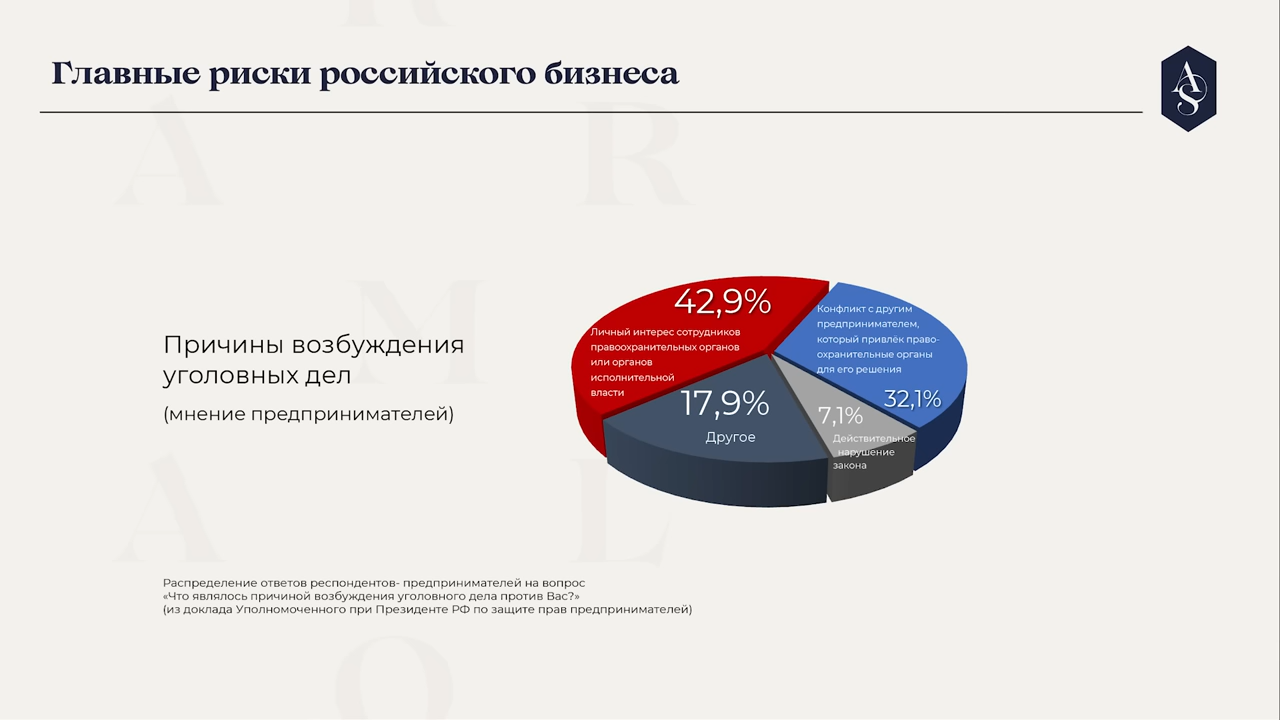 Главные риски российского бизнеса
AS
Причины возбуждения
уголовных дел
(мнение предпринимателей)
42,9%
Личный интерес сотрудников
правоохранительных органов
или органов
исполнительной
власти
Конфликт с другим
предпринимателем,
который привлёк право-
охранительные органы
для его решения
32,1%
17,9%
Другое
7,1%
Действительное
нарушение
закона
Распределение ответов респондентов- предпринимателей на вопрос
«Что являлось причиной возбуждения уголовного дела против Вас?»
(из доклада Уполномоченного при Президенте РФ по защите прав предпринимателей)
R
A R
M
A L
O